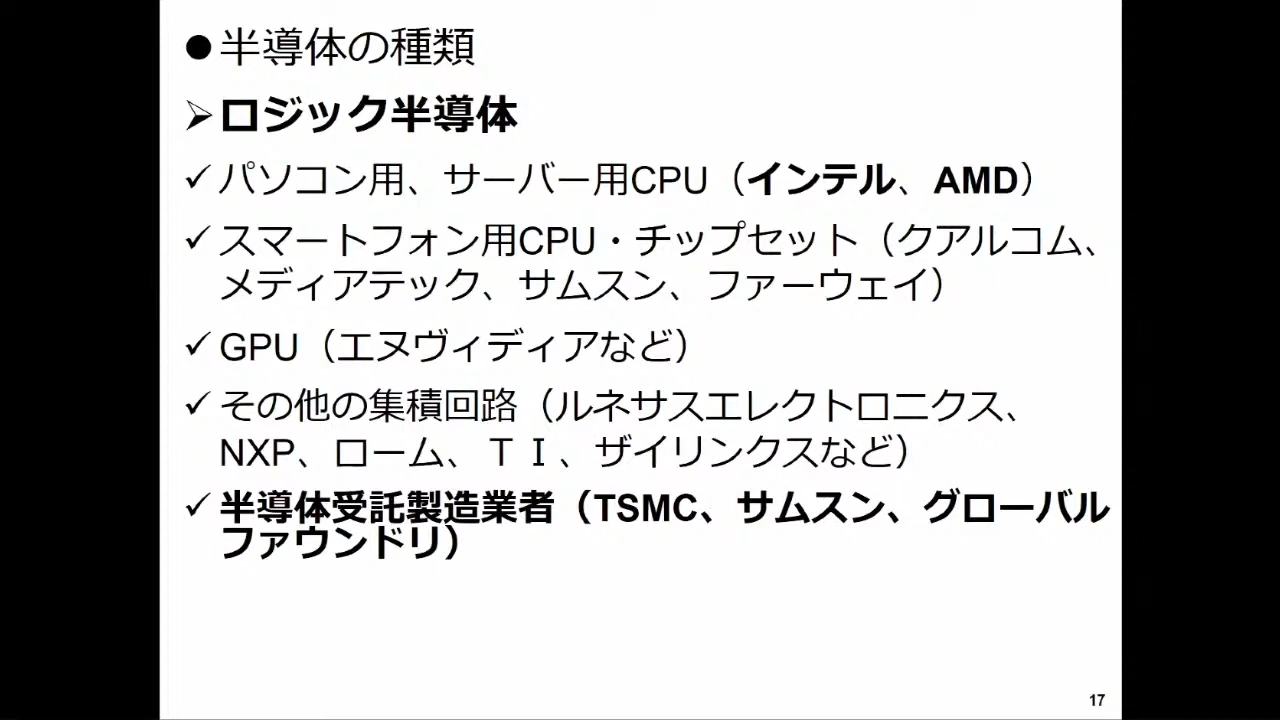 ●半導体の種類
➢ロジック半導体
✓パソコン用、サーバー用CPU（インテル、AMD）
✓スマートフォン用CPU・チップセット（クアルコム、
メディアテック、サムスン、ファーウェイ）
✓GPU（エヌヴィディアなど）
✓その他の集積回路（ルネサスエレクトロニクス、
NXP、ローム、ＴＩ、ザイリンクスなど）
✓半導体受託製造業者（TSMC、サムスン、グローバル
ファウンドリ）
17